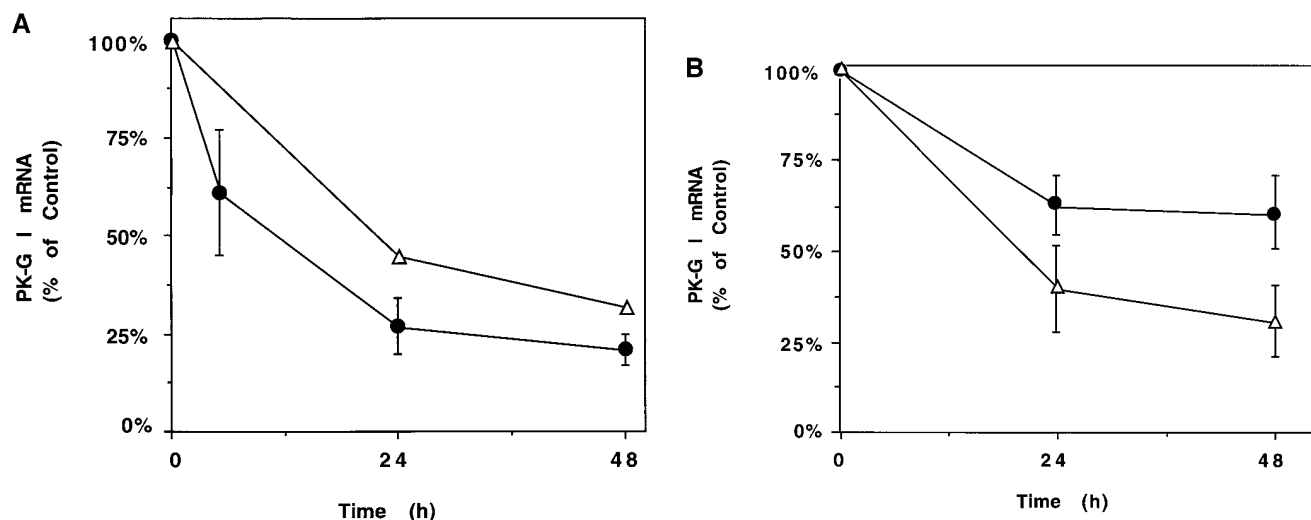 A
PK-G I mRNA
(% of Control)
100%
75%
50%
25%
0%
0
24
48
Time (h)
B
PK-G I mRNA
(% of Control)
100%
75%
50%
25%
0%
0
24
48
Time (h)